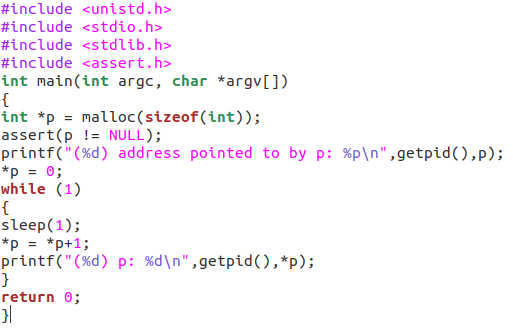 #include <unistd.h>
#include <stdio.h>
#include <stdlib.h>
#include <assert.h>
int main(int argc, char *argv[])
{
int *p = malloc(sizeof(int));
assert(p != NULL);
printf("(%d) address pointed to by p: %p\n",getpid(),p);
*p = 0;
while (1)
{
sleep(1);
*p = *p+1;
printf("(%d) p: %d\n",getpid(),*p);
}
return 0;
}